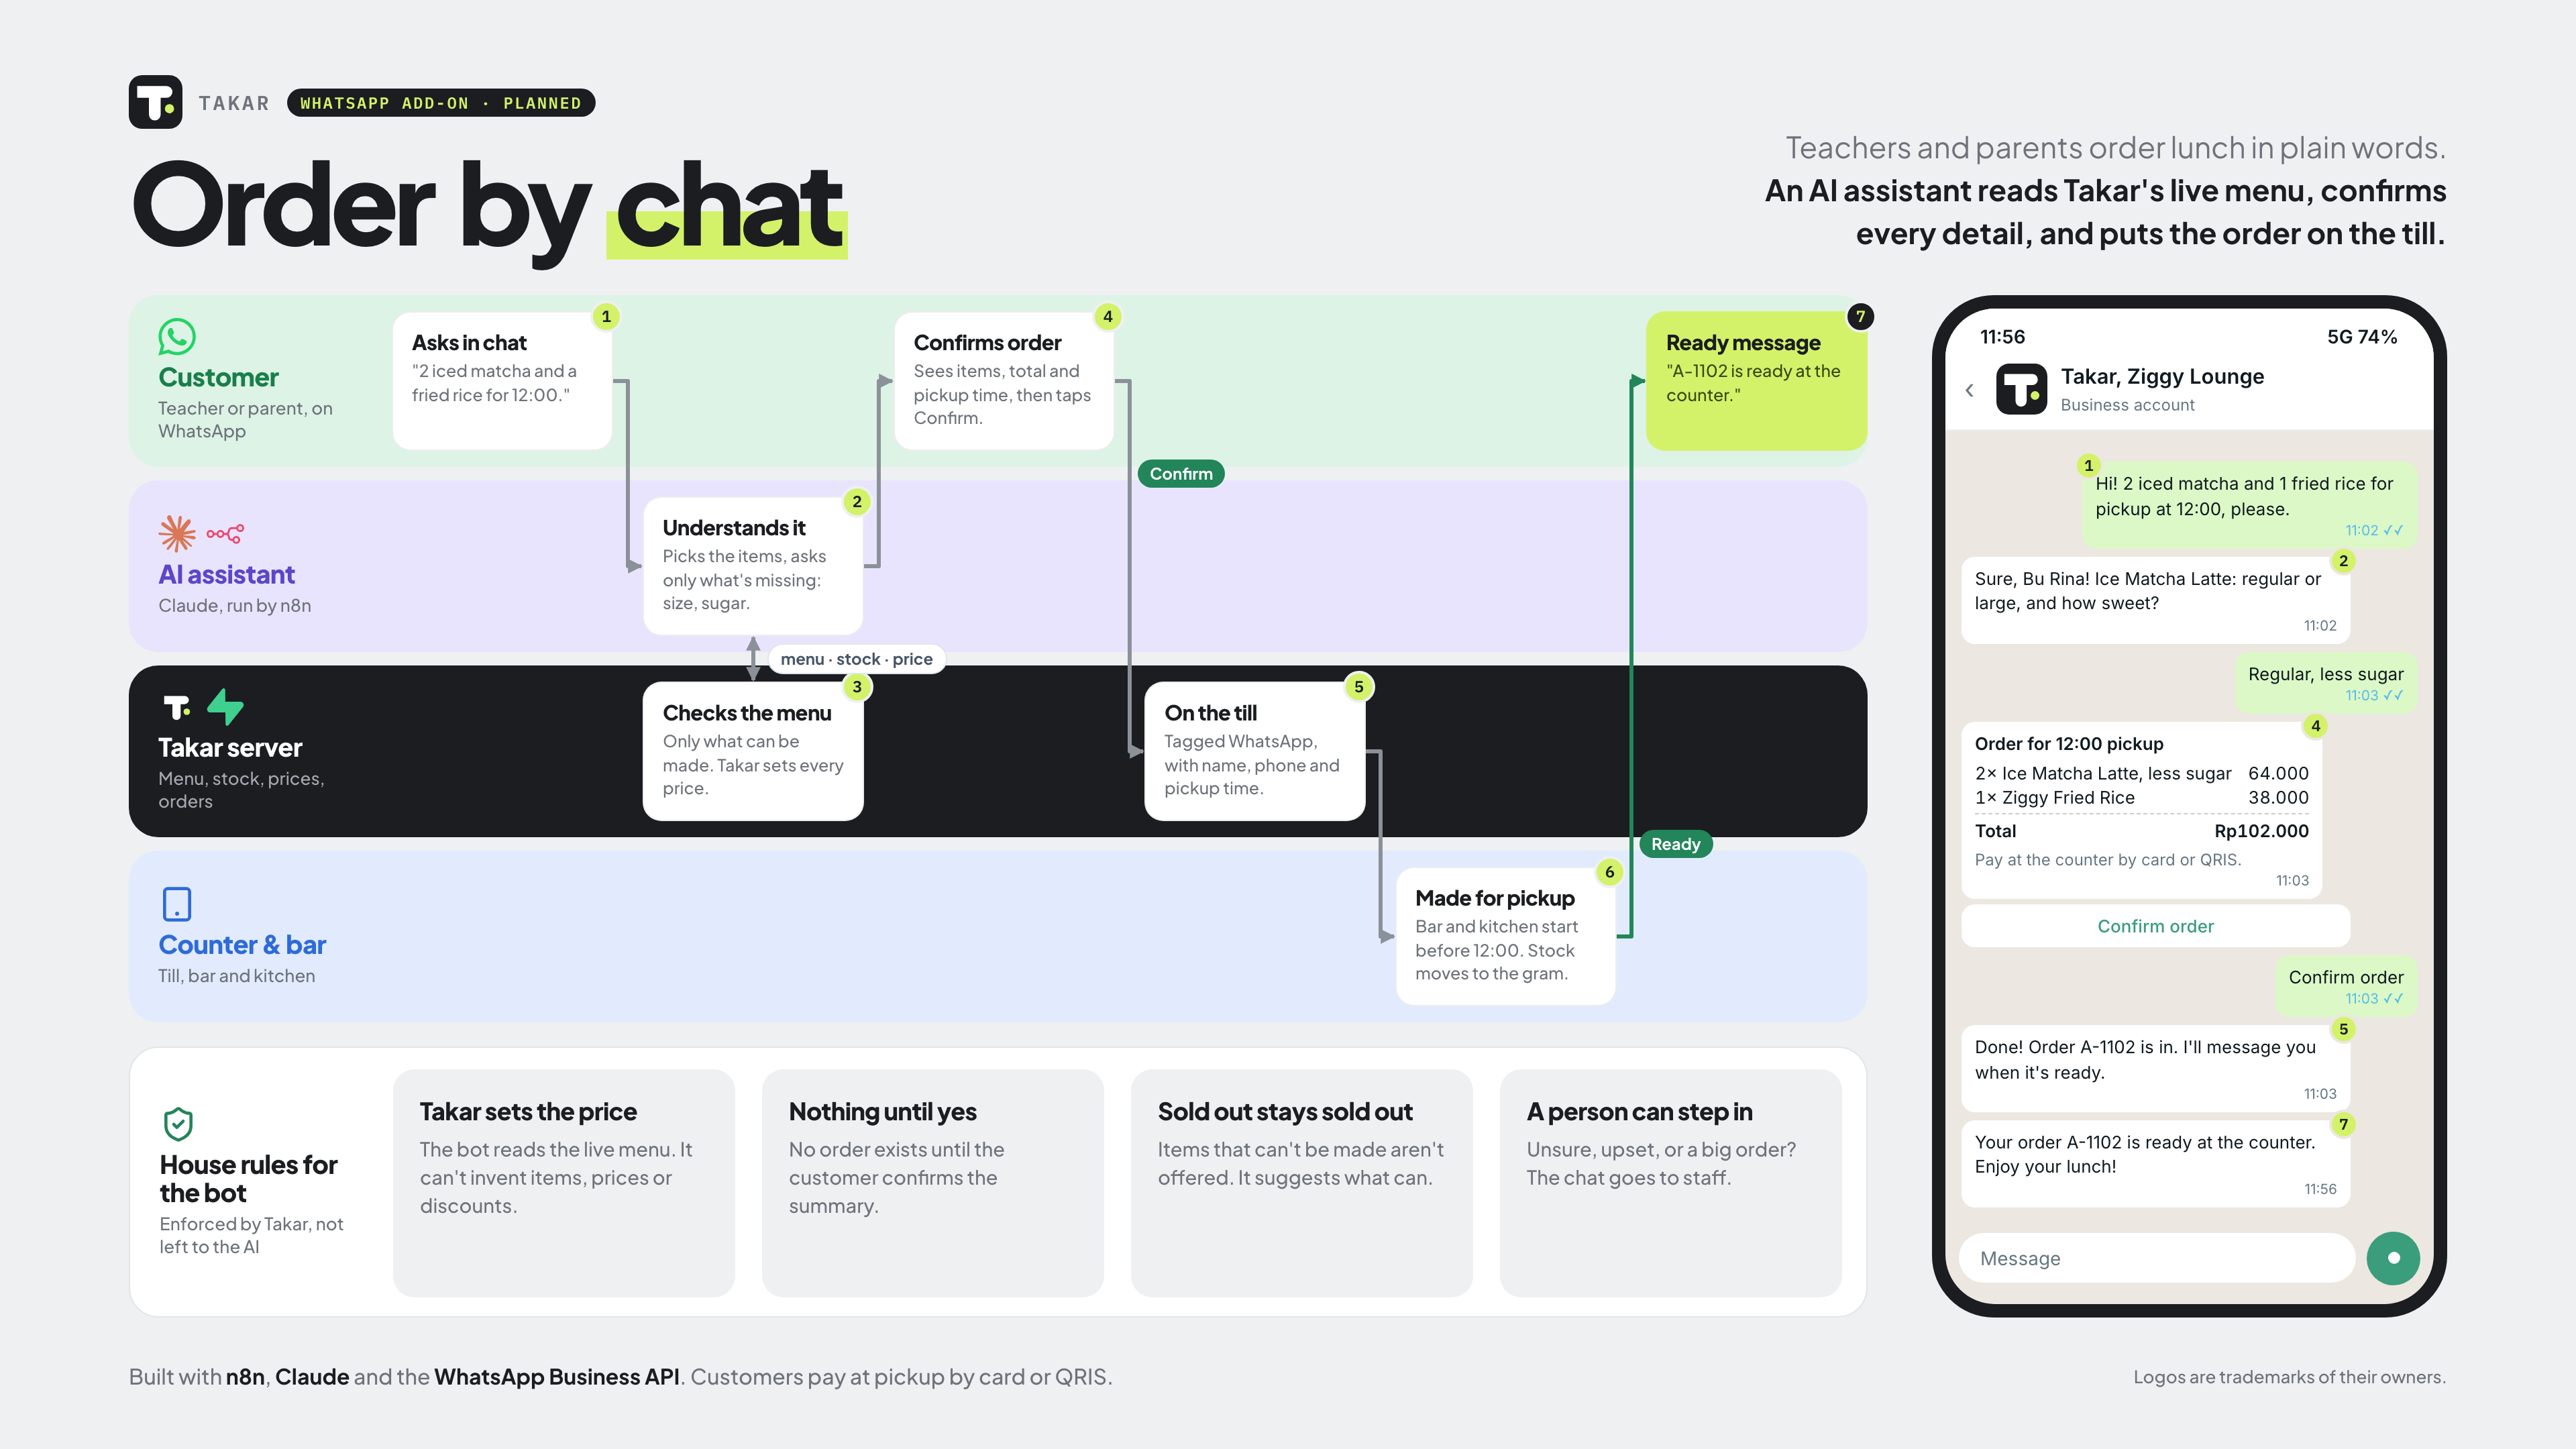 T.
TAKAR
WHATSAPP ADD-ON · PLANNED
Order by chat
Teachers and parents order lunch in plain words.
An AI assistant reads Takar's live menu, confirms
every detail, and puts the order on the till.
Customer
Teacher or parent, on
WhatsApp
1
Asks in chat
"2 iced matcha and a
fried rice for 12:00."
4
Confirms order
Sees items, total and
pickup time, then taps
Confirm.
7
Ready message
"A-1102 is ready at the
counter."
Confirm
AI assistant
Claude, run by n8n
2
Understands it
Picks the items, asks
only what's missing:
size, sugar.
menu · stock · price
T.
Takar server
Menu, stock, prices,
orders
3
Checks the menu
Only what can be
made. Takar sets every
price.
5
On the till
Tagged WhatsApp,
with name, phone and
pickup time.
Ready
Counter & bar
Till, bar and kitchen
6
Made for pickup
Bar and kitchen start
before 12:00. Stock
moves to the gram.
House rules for
the bot
Enforced by Takar, not
left to the AI
Takar sets the price
The bot reads the live menu. It
can't invent items, prices or
discounts.
Nothing until yes
No order exists until the
customer confirms the
summary.
Sold out stays sold out
Items that can't be made aren't
offered. It suggests what can.
A person can step in
Unsure, upset, or a big order?
The chat goes to staff.
11:56
5G 74%
‹
T.
Takar, Ziggy Lounge
Business account
1
Hi! 2 iced matcha and 1 fried rice for
pickup at 12:00, please.
11:02 ✓✓
2
Sure, Bu Rina! Ice Matcha Latte: regular or
large, and how sweet?
11:02
Regular, less sugar
11:03 ✓✓
4
Order for 12:00 pickup
2× Ice Matcha Latte, less sugar 64.000
1× Ziggy Fried Rice 38.000
Total Rp102.000
Pay at the counter by card or QRIS.
11:03
Confirm order
Confirm order
11:03 ✓✓
5
Done! Order A-1102 is in. I'll message you
when it's ready.
11:03
7
Your order A-1102 is ready at the counter.
Enjoy your lunch!
11:56
Message
Built with n8n, Claude and the WhatsApp Business API. Customers pay at pickup by card or QRIS.
Logos are trademarks of their owners.